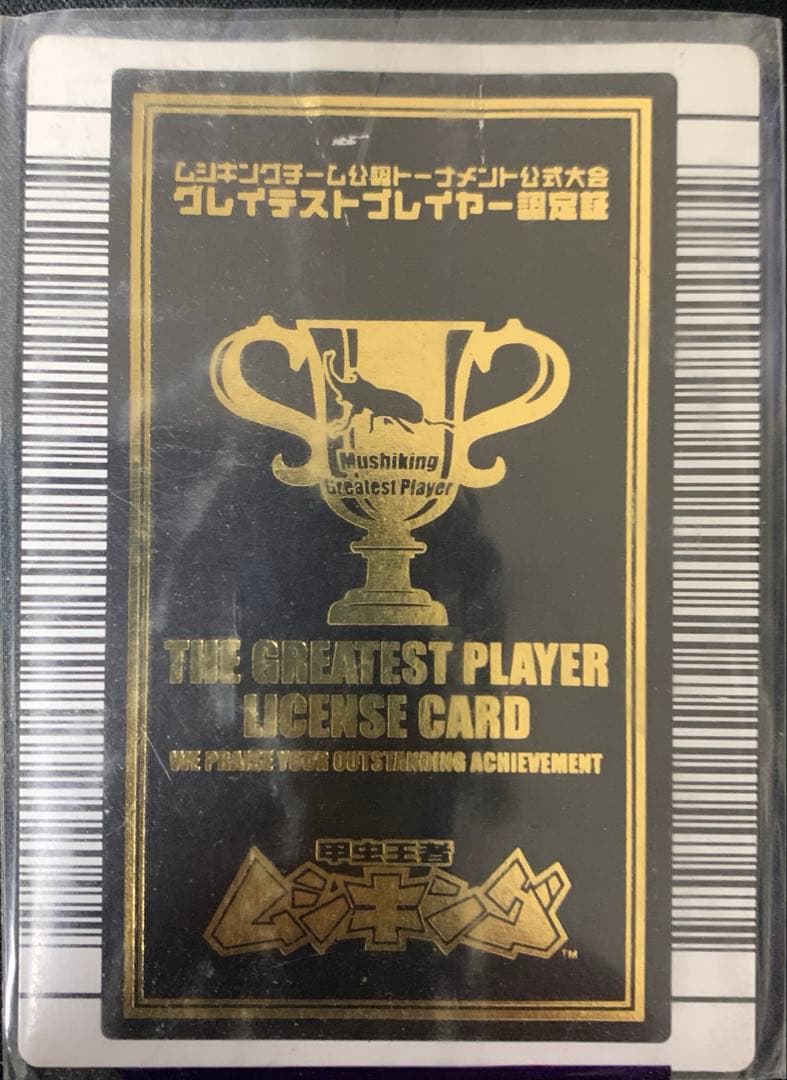 ムシキングチーム公認トーナメント公式大会
グレイテストプレイヤー認定証
Mushiking
Greatest Player
THE GREATEST PLAYER
LICENSE CARD
WE PRAISE YOUR OUTSTANDING ACHIEVEMENT
甲虫王者
ムシキング
TM